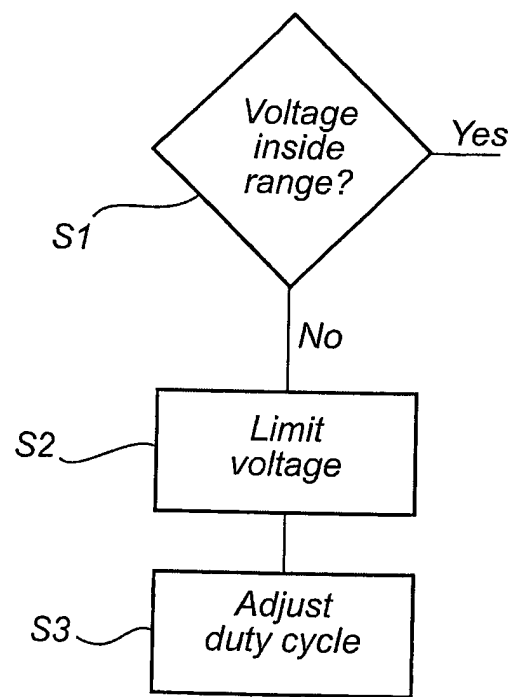 Voltage
inside
range?
Yes
S1
No
S2
Limit
voltage
S3
Adjust
duty cycle